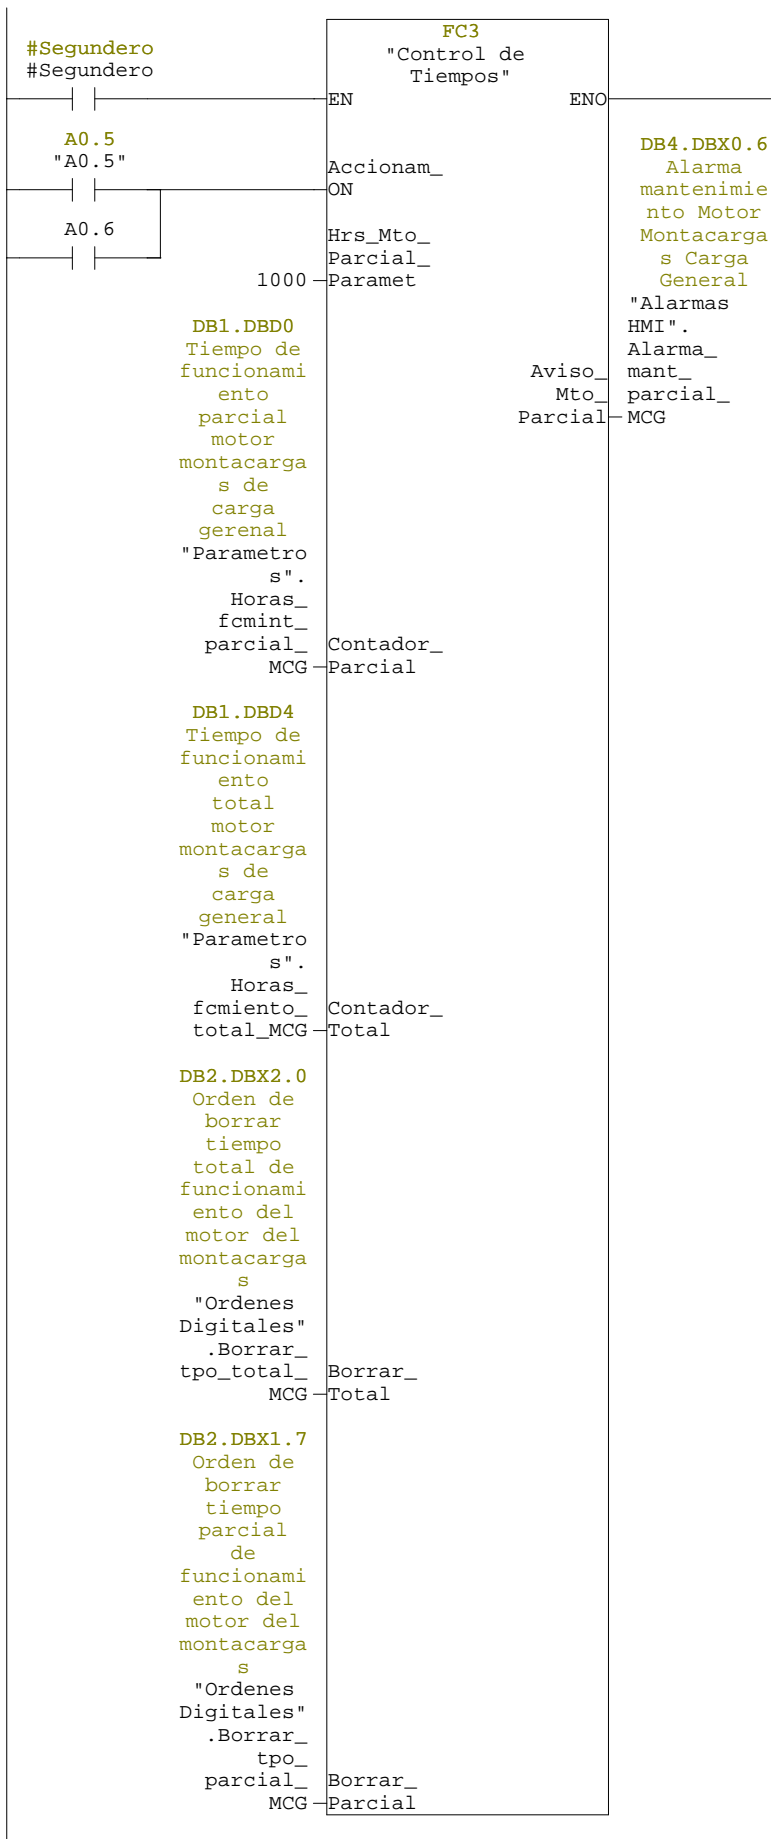 FC3
"Control de
Tiempos"
#Segundero
#Segundero
EN
ENO
A0.5
"A0.5"
Accionam_
ON
A0.6
Hrs_Mto_
Parcial_
1000 Paramet
DB4.DBX0.6
Alarma
mantenimie
nto Motor
Montacarga
s Carga
General
"Alarmas
HMI".
Alarma_
mant_
parcial_
MCG
Aviso_
Mto_
Parcial
DB1.DBD0
Tiempo de
funcionami
ento
parcial
motor
montacarga
s de
carga
gerenal
"Parametro
s".
Horas_
fcmint_
parcial_
MCG
Contador_
Parcial
DB1.DBD4
Tiempo de
funcionami
ento
total
motor
montacarga
s de
carga
general
"Parametro
s".
Horas_
fcmiento_
total_MCG
Contador_
Total
DB2.DBX2.0
Orden de
borrar
tiempo
total de
funcionami
ento del
motor del
montacarga
s
"Ordenes
Digitales"
.Borrar_
tpo_total_
MCG
Borrar_
Total
DB2.DBX1.7
Orden de
borrar
tiempo
parcial
de
funcionami
ento del
motor del
montacarga
s
"Ordenes
Digitales"
.Borrar_
tpo_
parcial_
MCG
Borrar_
Parcial